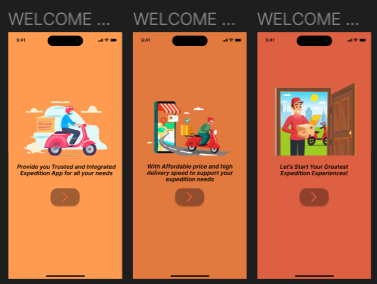 WELCOME ...
WELCOME ...
WELCOME ...
9:41
9:41
9:41
Provide you Trusted and Integrated
Expedition App for all your needs
With Affordable price and high
delivery speed to support your
expedition needs
Let's Start Your Greatest
Expedition Experiences!